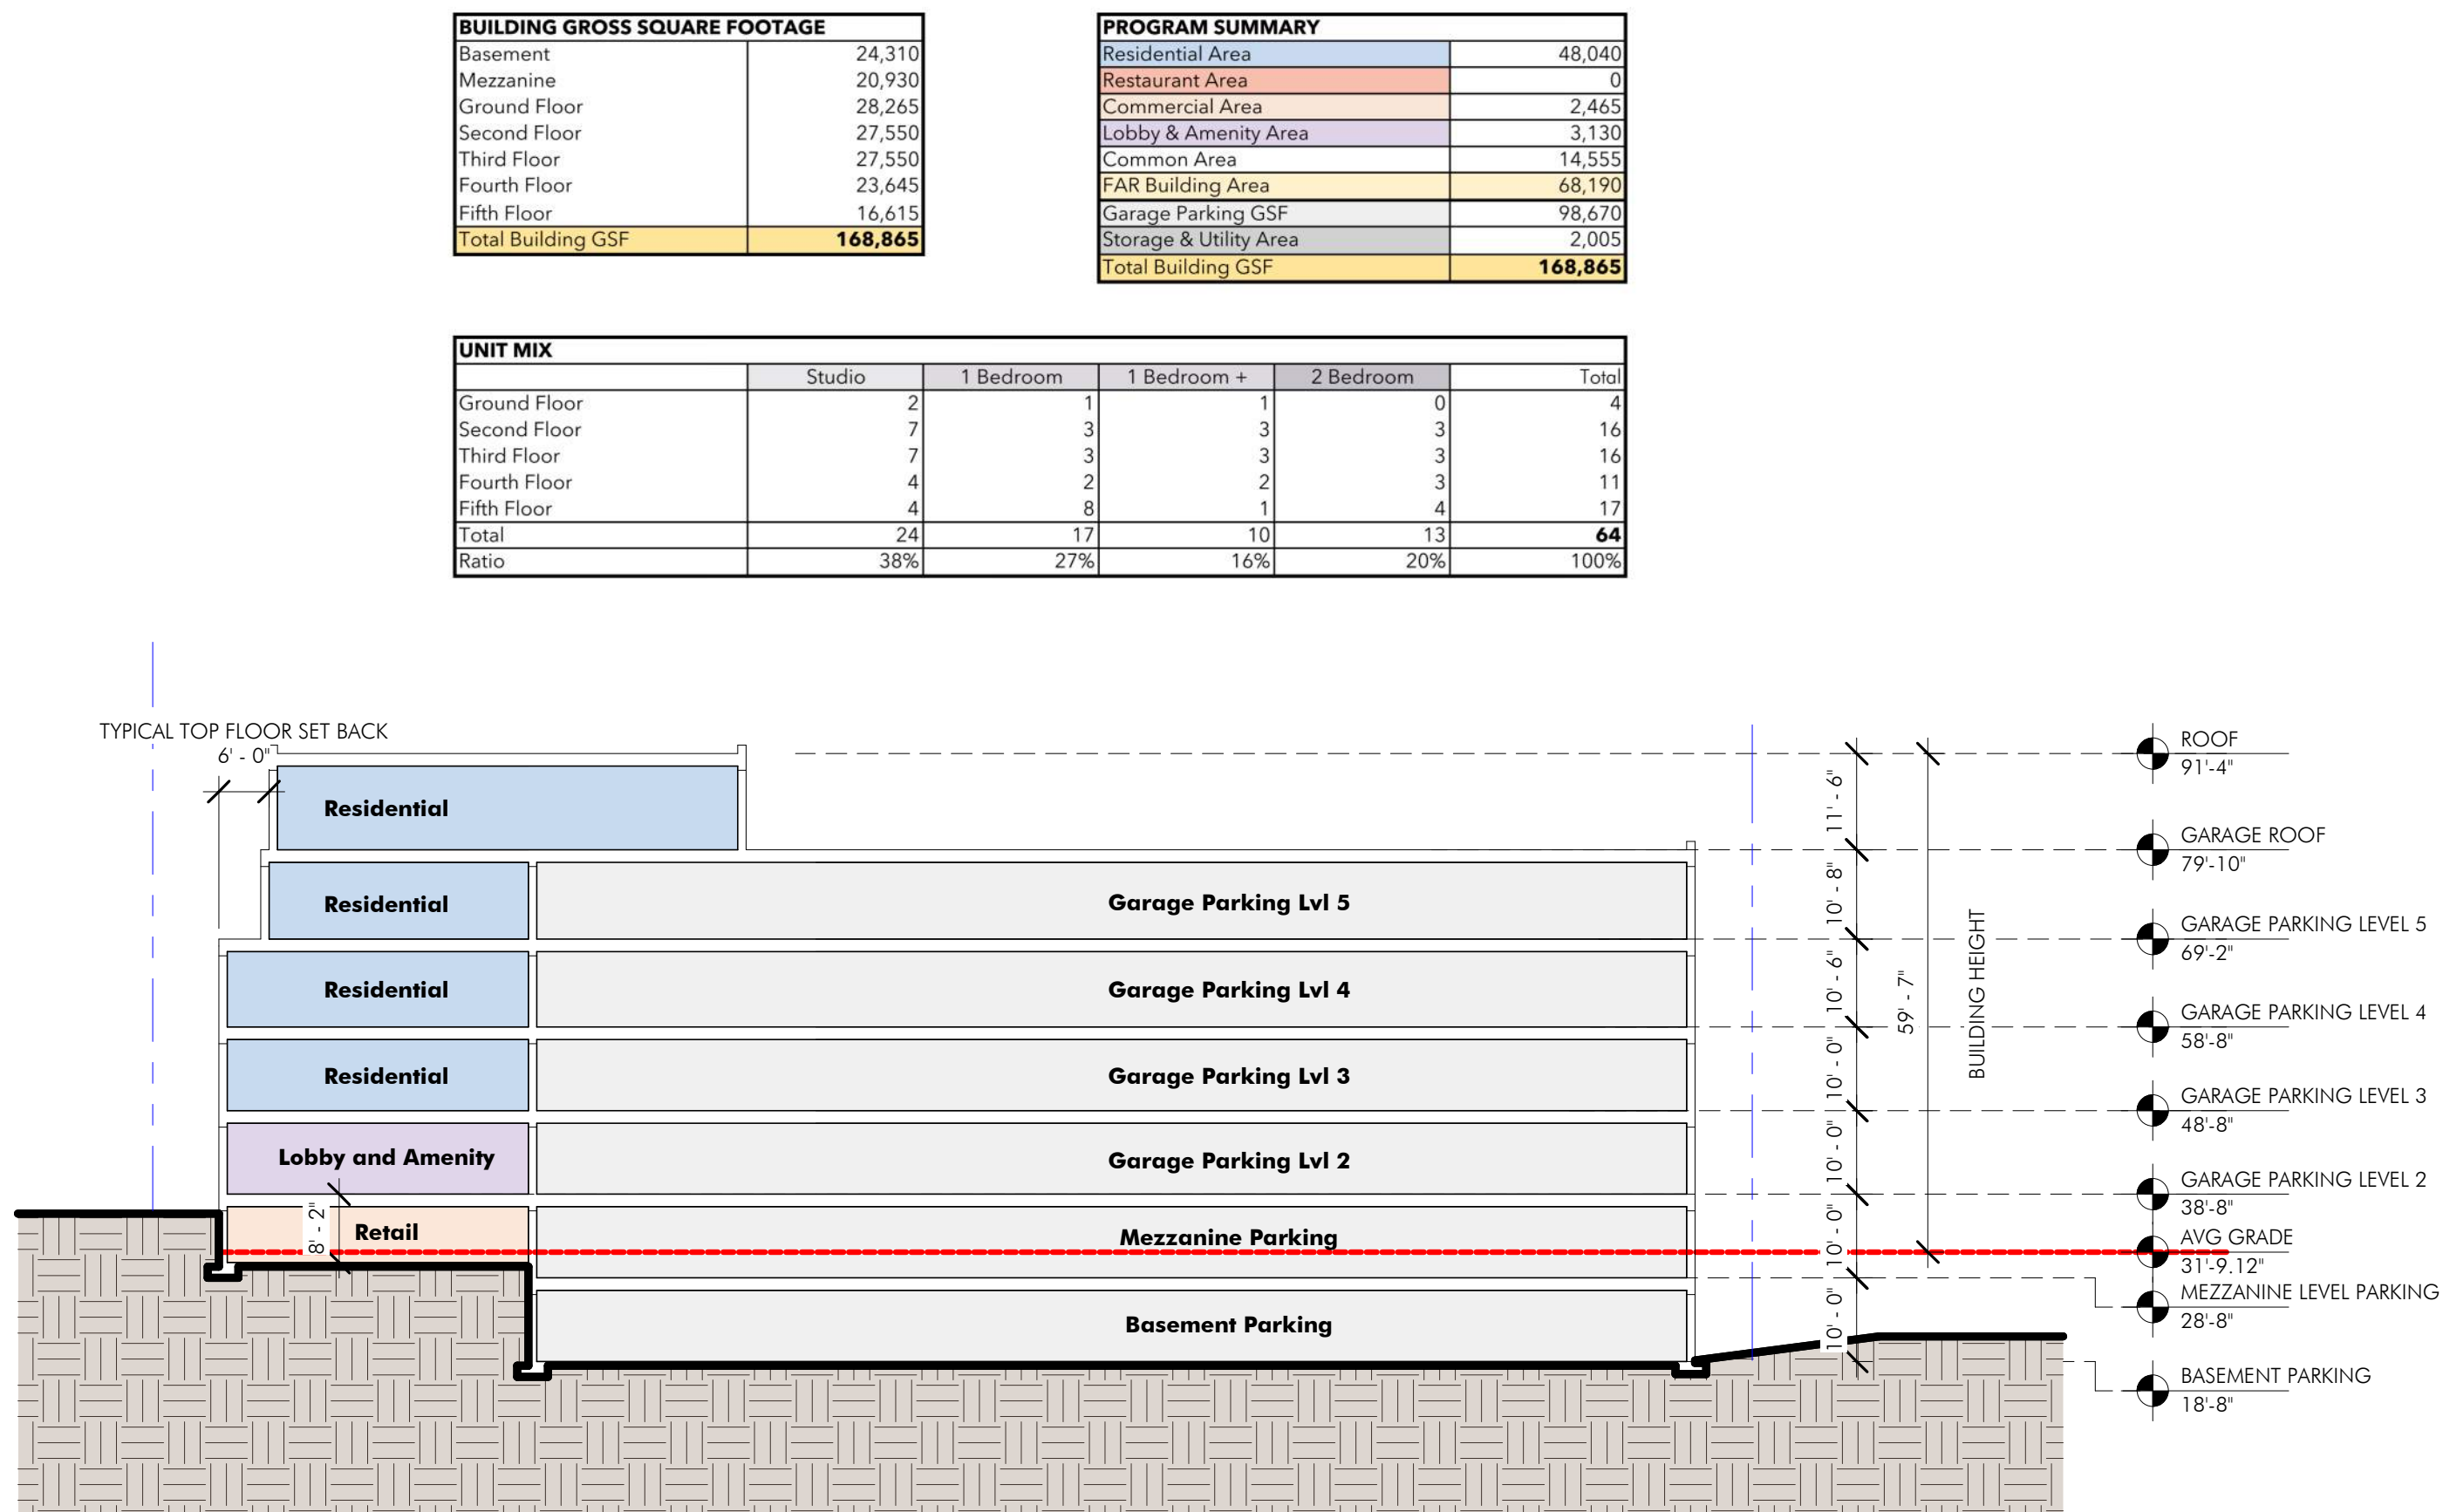 BUILDING GROSS SQUARE FOOTAGE
Basement 24,310
Mezzanine 20,930
Ground Floor 28,265
Second Floor 27,550
Third Floor 27,550
Fourth Floor 23,645
Fifth Floor 16,615
Total Building GSF 168,865
PROGRAM SUMMARY
Residential Area 48,040
Restaurant Area 0
Commercial Area 2,465
Lobby & Amenity Area 3,130
Common Area 14,555
FAR Building Area 68,190
Garage Parking GSF 98,670
Storage & Utility Area 2,005
Total Building GSF 168,865
UNIT MIX
Studio 1 Bedroom 1 Bedroom + 2 Bedroom Total
Ground Floor 2 1 1 0 4
Second Floor 7 3 3 3 16
Third Floor 7 3 3 3 16
Fourth Floor 4 2 2 3 11
Fifth Floor 4 8 1 4 17
Total 24 17 10 13 64
Ratio 38% 27% 16% 20% 100%
TYPICAL TOP FLOOR SET BACK
6' - 0"
Residential
Residential
Garage Parking Lvl 5
Residential
Garage Parking Lvl 4
Residential
Garage Parking Lvl 3
Lobby and Amenity
Garage Parking Lvl 2
8' - 2"
Retail
Mezzanine Parking
Basement Parking
11' - 6"
10' - 8"
10' - 6"
10' - 0"
10' - 0"
10' - 0"
10' - 0"
59' - 7"
BUILDING HEIGHT
ROOF
91'-4"
GARAGE ROOF
79'-10"
GARAGE PARKING LEVEL 5
69'-2"
GARAGE PARKING LEVEL 4
58'-8"
GARAGE PARKING LEVEL 3
48'-8"
GARAGE PARKING LEVEL 2
38'-8"
AVG GRADE
31'-9.12"
MEZZANINE LEVEL PARKING
28'-8"
BASEMENT PARKING
18'-8"